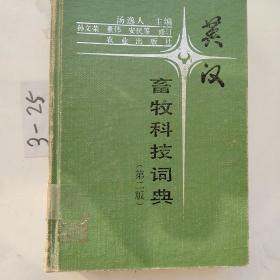 汤逸人 主编
孙文荣 董伟 安民等 修订
农业出版社
英汉
畜牧科技词典
(第二版)
3-25